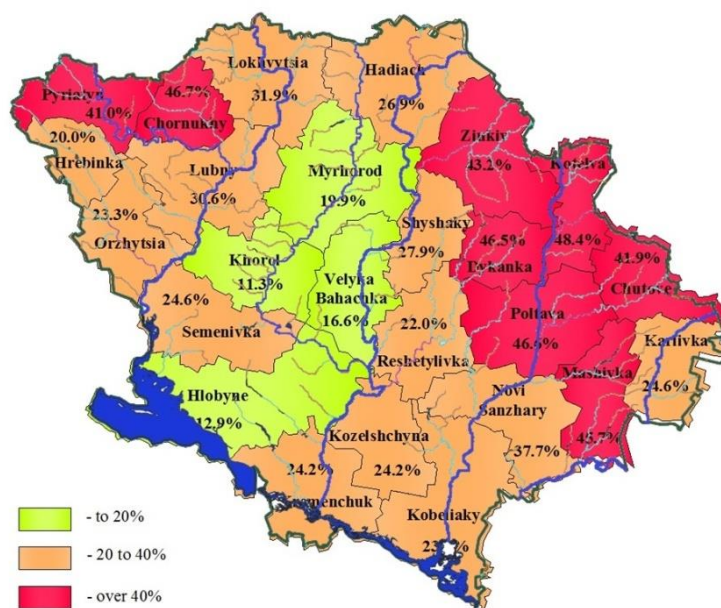 Lokhvytsia
31.9%
Hadiach
26.9%
Pyriatyn
41.0%
46.7%
Chornukhy
20.0%
Hrebinka
Lubny
30.6%
Myrhorod
19.9%
Zinkiv
43.2%
Kotelva
48.4%
23.3%
Orzhytsia
Khorol
11.3%
Shyshaky
27.9%
46.5%
Dykanka
41.9%
Chutove
Velyka
Bahachka
16.6%
24.6%
Semenivka
22.0%
Reshetylivka
Poltava
46.6%
Karlivka
24.6%
Mashivka
45.7%
Hlobyne
12.9%
Novi
Sanzhary
37.7%
Kozelshchyna
24.2%
24.2%
Kremenchuk
Kobeliaky
- to 20%
- 20 to 40%
- over 40%